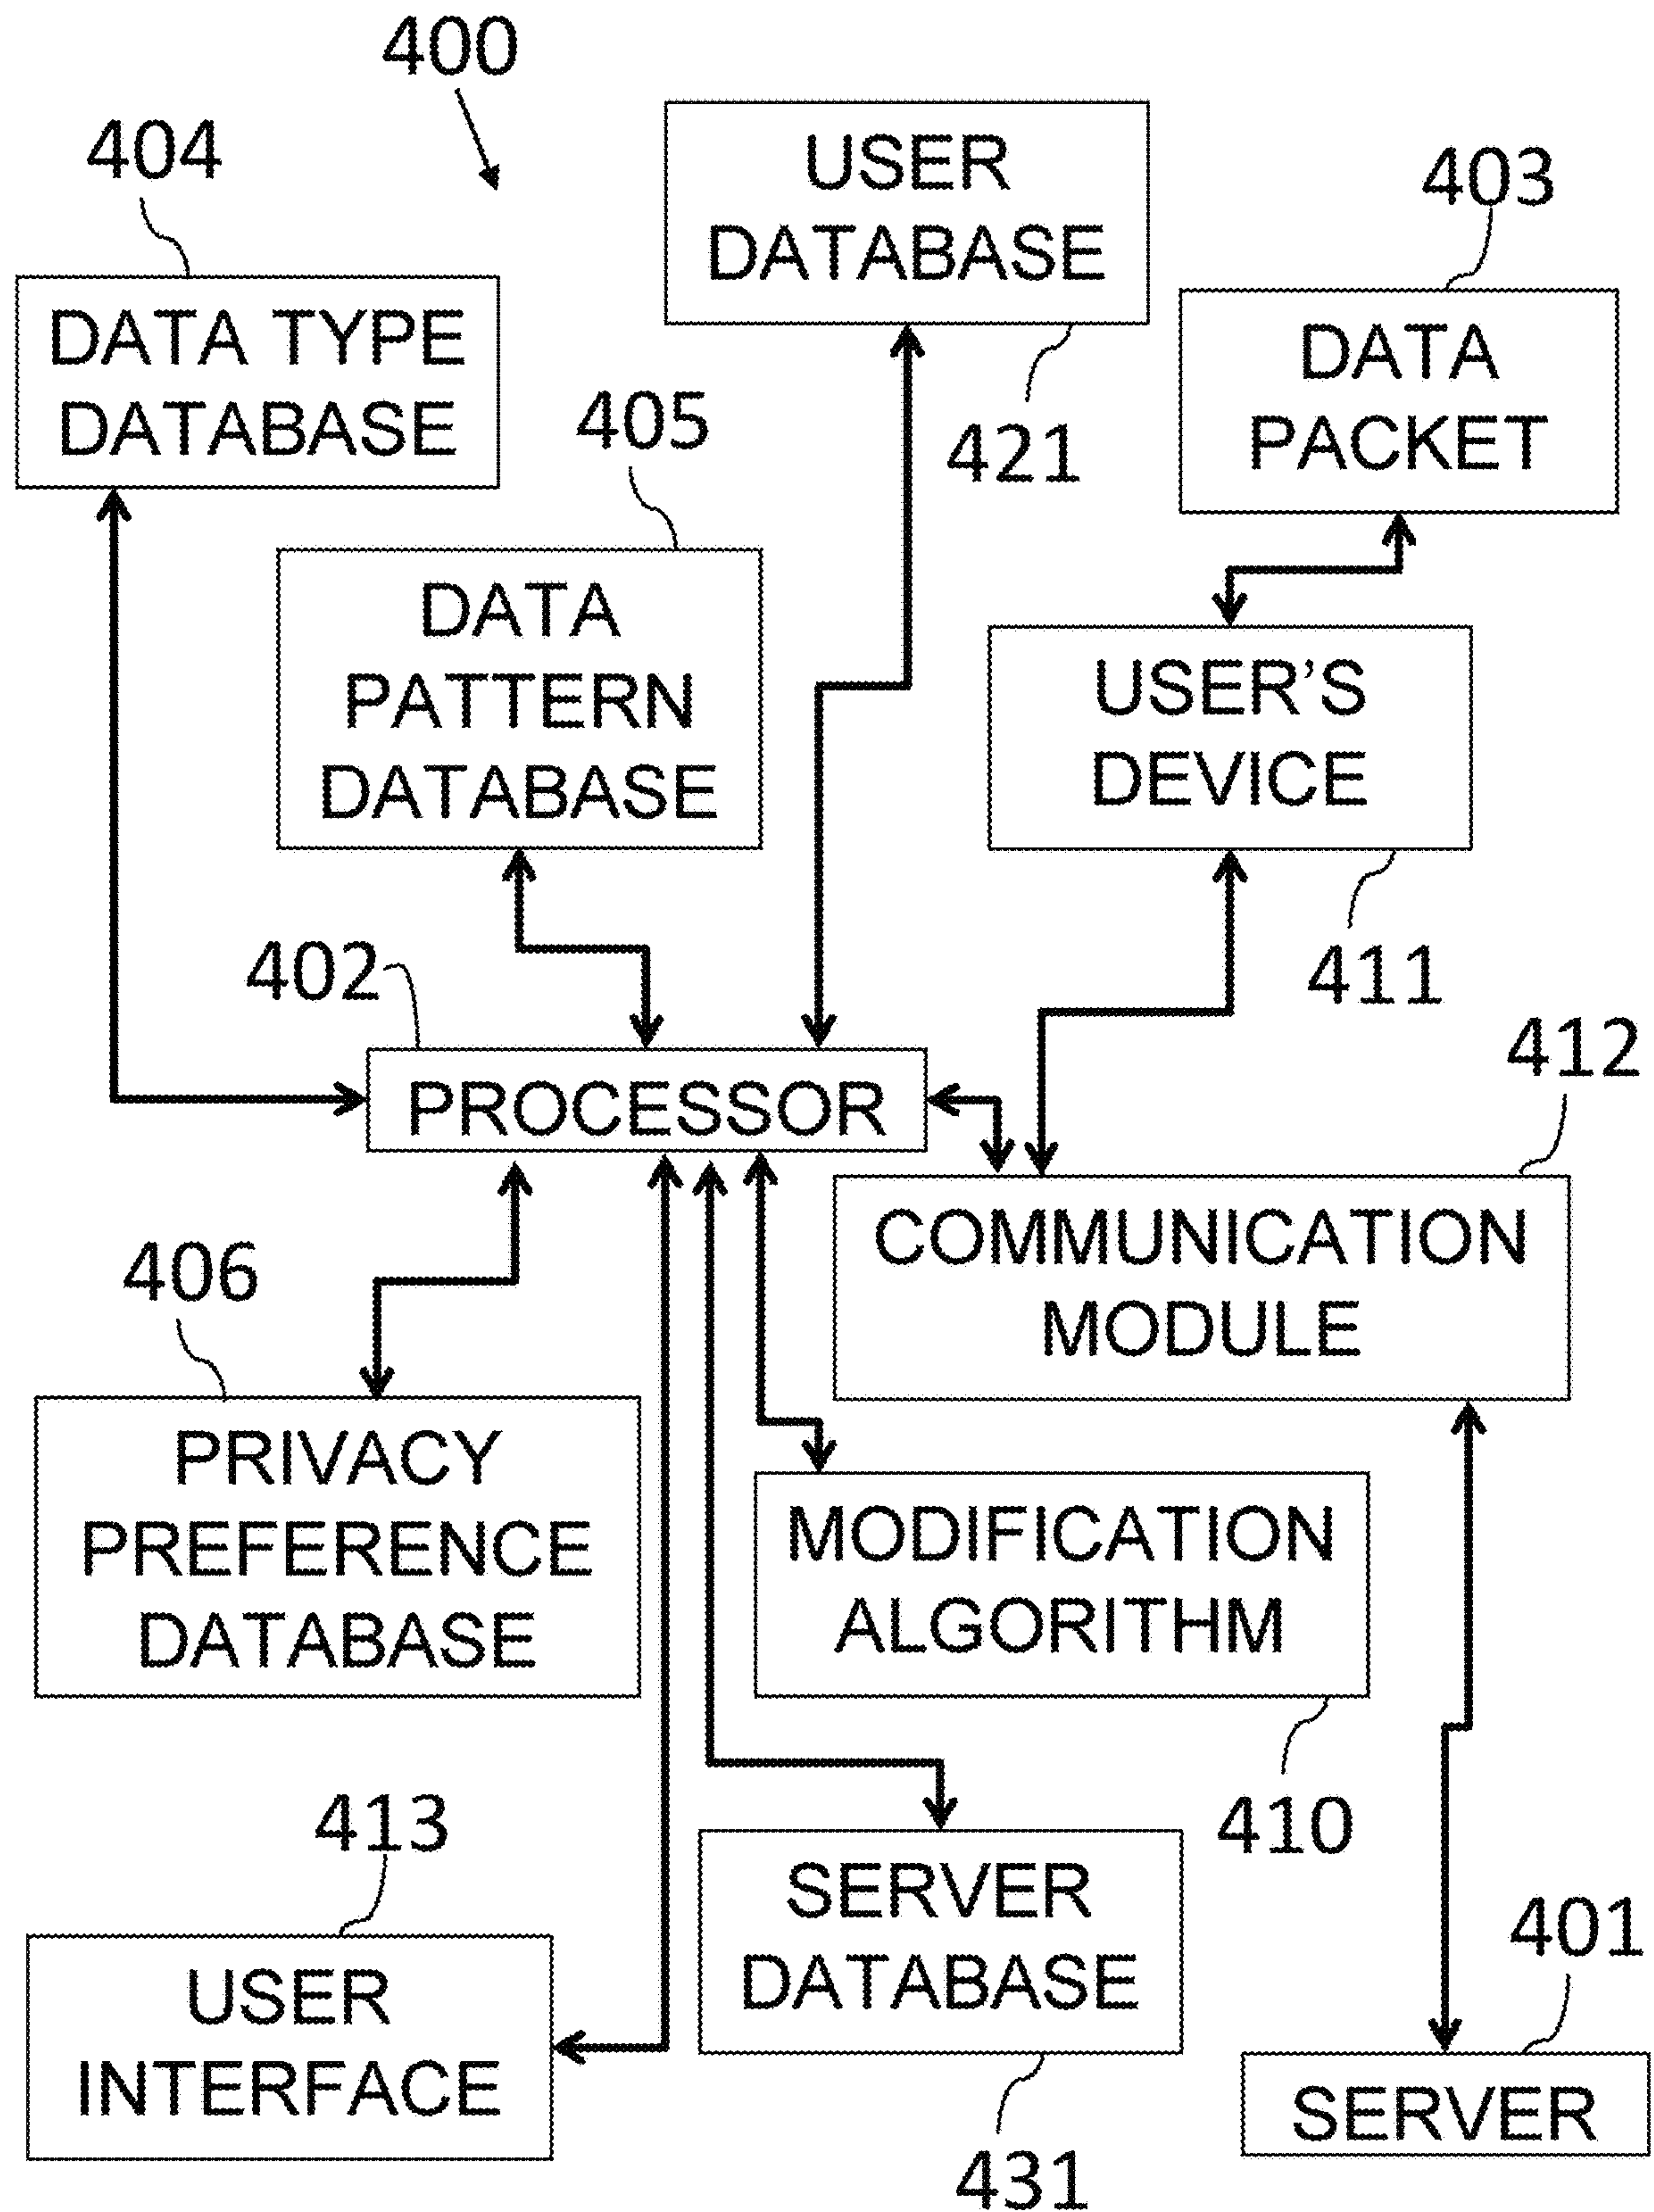 400
404
USER
DATABASE
403
DATA TYPE
DATABASE
405
421
DATA
PACKET
DATA
PATTERN
DATABASE
USER’S
DEVICE
402
411
412
PROCESSOR
COMMUNICATION
MODULE
406
PRIVACY
PREFERENCE
DATABASE
MODIFICATION
ALGORITHM
413
410
SERVER
DATABASE
401
USER
INTERFACE
431
SERVER